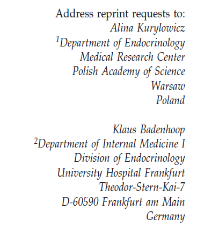 Address reprint requests to:
Alina Kurylowicz
¹Department of Endocrinology
Medical Research Center
Polish Academy of Science
Warsaw
Poland
Klaus Badenhoop
²Department of Internal Medicine I
Division of Endocrinology
University Hospital Frankfurt
Theodor-Stern-Kai-7
D-60590 Frankfurt am Main
Germany